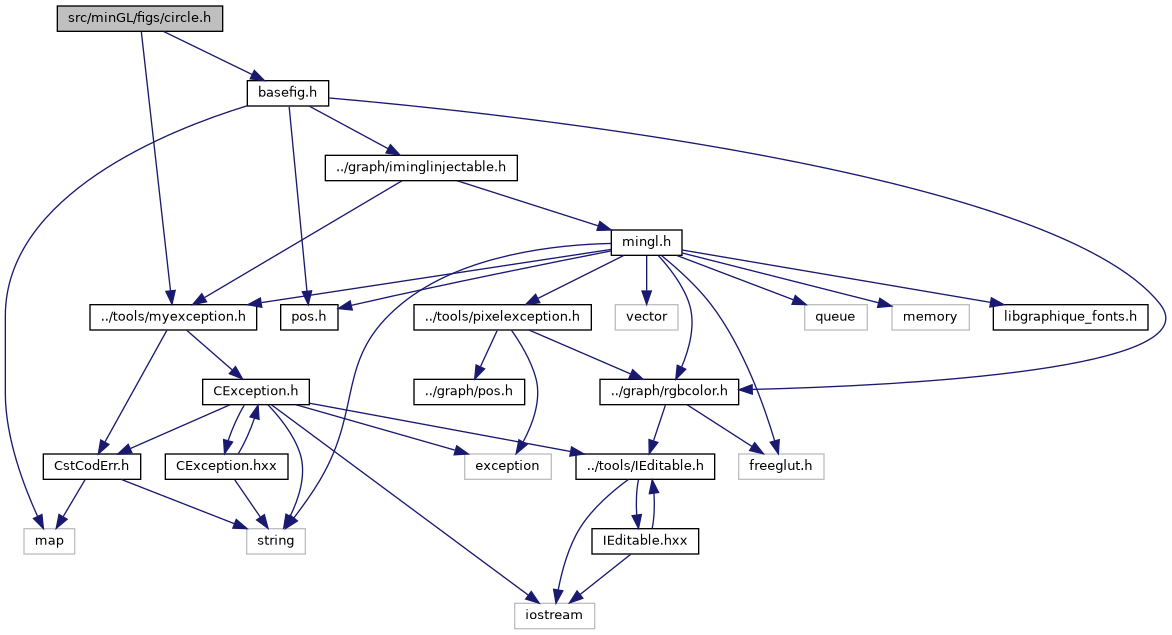 src/minGL/figs/circle.h
basefig.h
../graph/iminglinjectable.h
mingl.h
../tools/myexception.h
pos.h
../tools/pixelexception.h
vector
queue
memory
libgraphique_fonts.h
CException.h
../graph/pos.h
../graph/rgbcolor.h
CstCodErr.h
CException.hxx
exception
../tools/IEditable.h
freeglut.h
map
string
IEditable.hxx
iostream